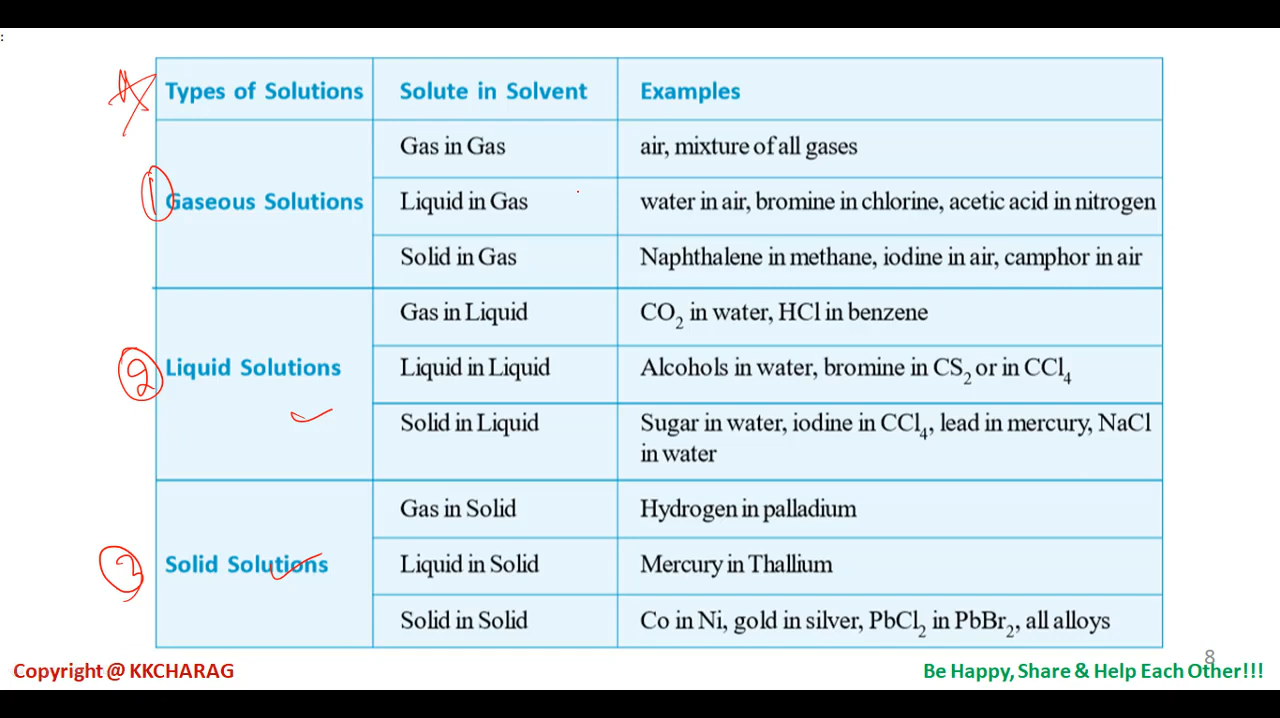 :
Types of Solutions Solute in Solvent Examples
Gas in Gas air, mixture of all gases
① Gaseous Solutions Liquid in Gas water in air, bromine in chlorine, acetic acid in nitrogen
Solid in Gas Naphthalene in methane, iodine in air, camphor in air
Gas in Liquid CO₂ in water, HCl in benzene
② Liquid Solutions Liquid in Liquid Alcohols in water, bromine in CS₂ or in CCl₄
Solid in Liquid Sugar in water, iodine in CCl₄, lead in mercury, NaCl
in water
Gas in Solid Hydrogen in palladium
③ Solid Solutions Liquid in Solid Mercury in Thallium
Solid in Solid Co in Ni, gold in silver, PbCl₂ in PbBr₂, all alloys
8
Copyright @ KKCHARAG Be Happy, Share & Help Each Other!!!